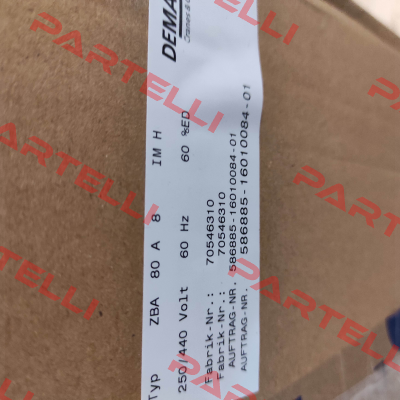 DEMA
Cranes &
Typ ZBA 80 A 8 IM H
250/440 Volt 60 Hz 60 %ED
Fabrik-Nr.: 70546310
Fabrik-Nr.: 70546310
AUFTRAG-NR. 586885-16010084-01
AUFTRAG-NR. 586885-16010084-01
PARTELLI
PARTELLI
PARTELLI
PARTELLI
PARTELLI